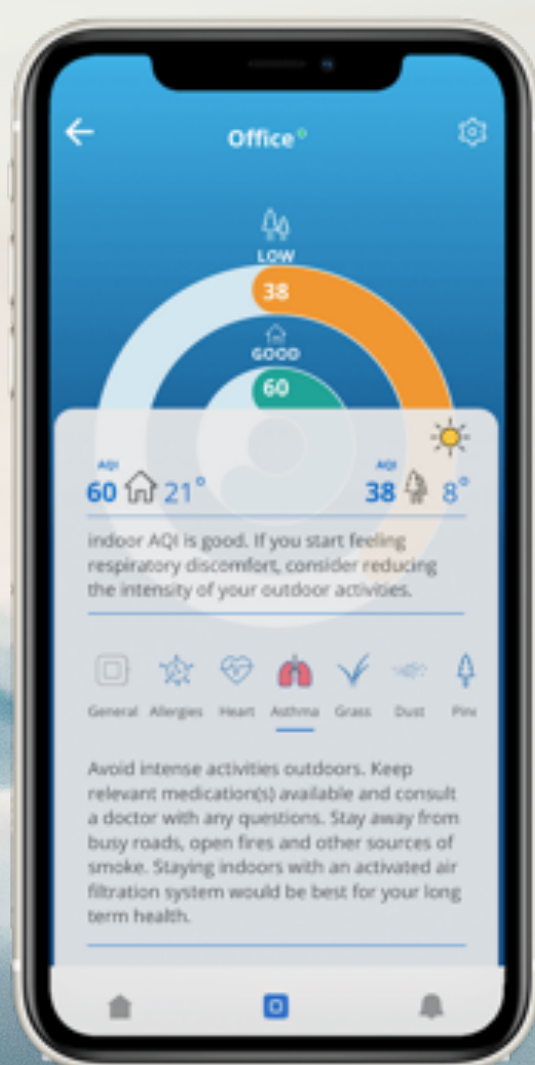 Office
LOW
38
GOOD
60
AQI AQI
60 21° 38 8°
indoor AQI is good. If you start feeling
respiratory discomfort, consider reducing
the intensity of your outdoor activities.
General Allergies Heart Asthma Grass Dust Pine
Avoid intense activities outdoors. Keep
relevant medication(s) available and consult
a doctor with any questions. Stay away from
busy roads, open fires and other sources of
smoke. Staying indoors with an activated air
filtration system would be best for your long
term health.